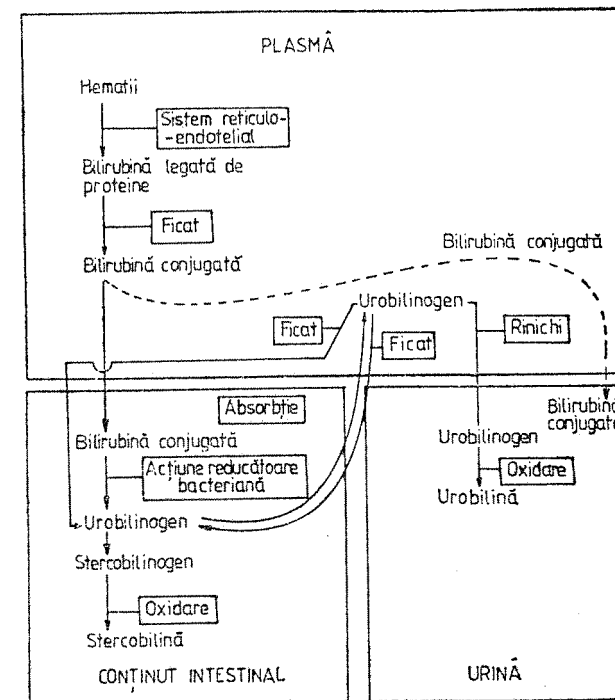 PLASMĂ
Hematii
Sistem reticulo-
-endotelial
Bilirubină legată de
proteine
Ficat
Bilirubină conjugată
Bilirubină conjugată
Urobilinogen
Ficat
Ficat
Rinichi
Absorbție
Bilirubină
conjugată
Bilirubină conjugată
Urobilinogen
Acțiune reducătoare
bacteriană
Oxidare
Urobilină
Urobilinogen
Stercobilinogen
Oxidare
Stercobilină
CONȚINUT INTESTINAL
URINĂ